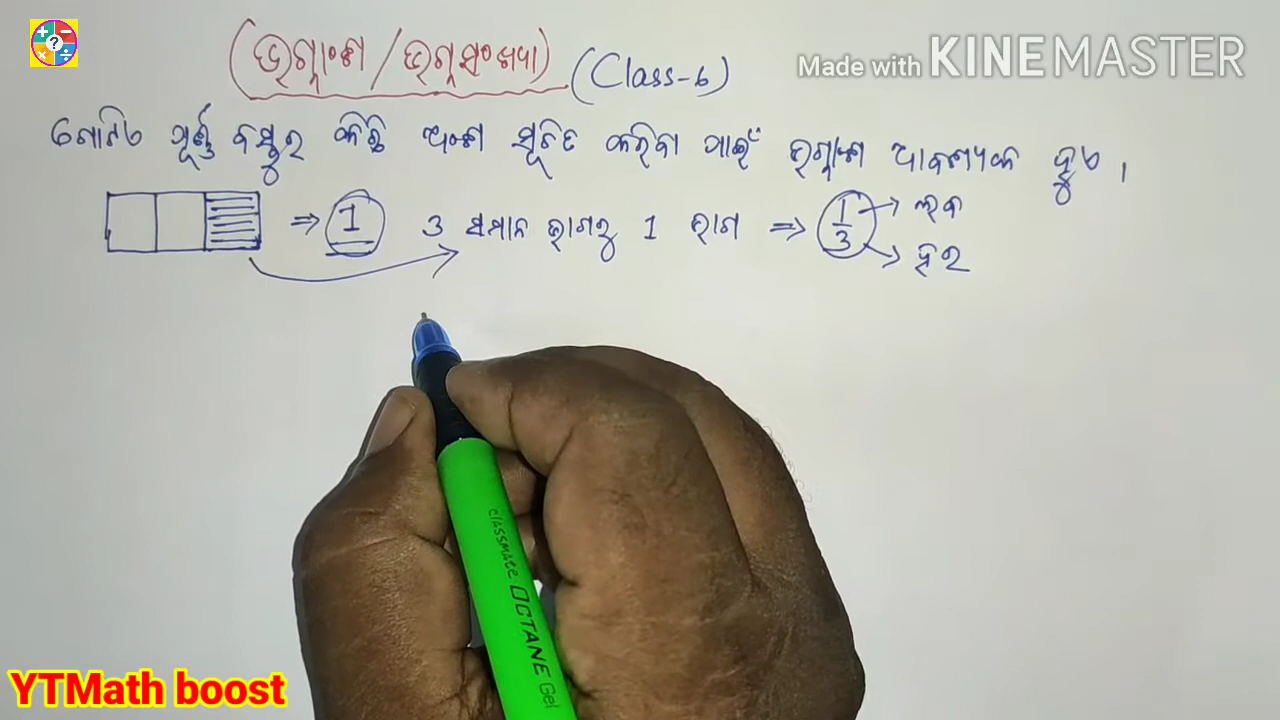 (ଭଗ୍ନାଂଶ / ଭଗ୍ନସଂଖ୍ୟା) (Class-6)
Made with KINEMASTER
ଗୋଟିଏ ପୂର୍ଣ୍ଣ ବସ୍ତୁର କିଛି ଅଂଶ ସୂଚିତ କରିବା ପାଇଁ ଭଗ୍ନାଂଶ ଆବଶ୍ୟକ ହୁଏ ।
⇒ 1 3 ସମାନ ଭାଗରୁ 1 ଭାଗ ⇒ 1/3 → ଲବ
→ ହର
classmate OCTANE Gel
YTMath boost